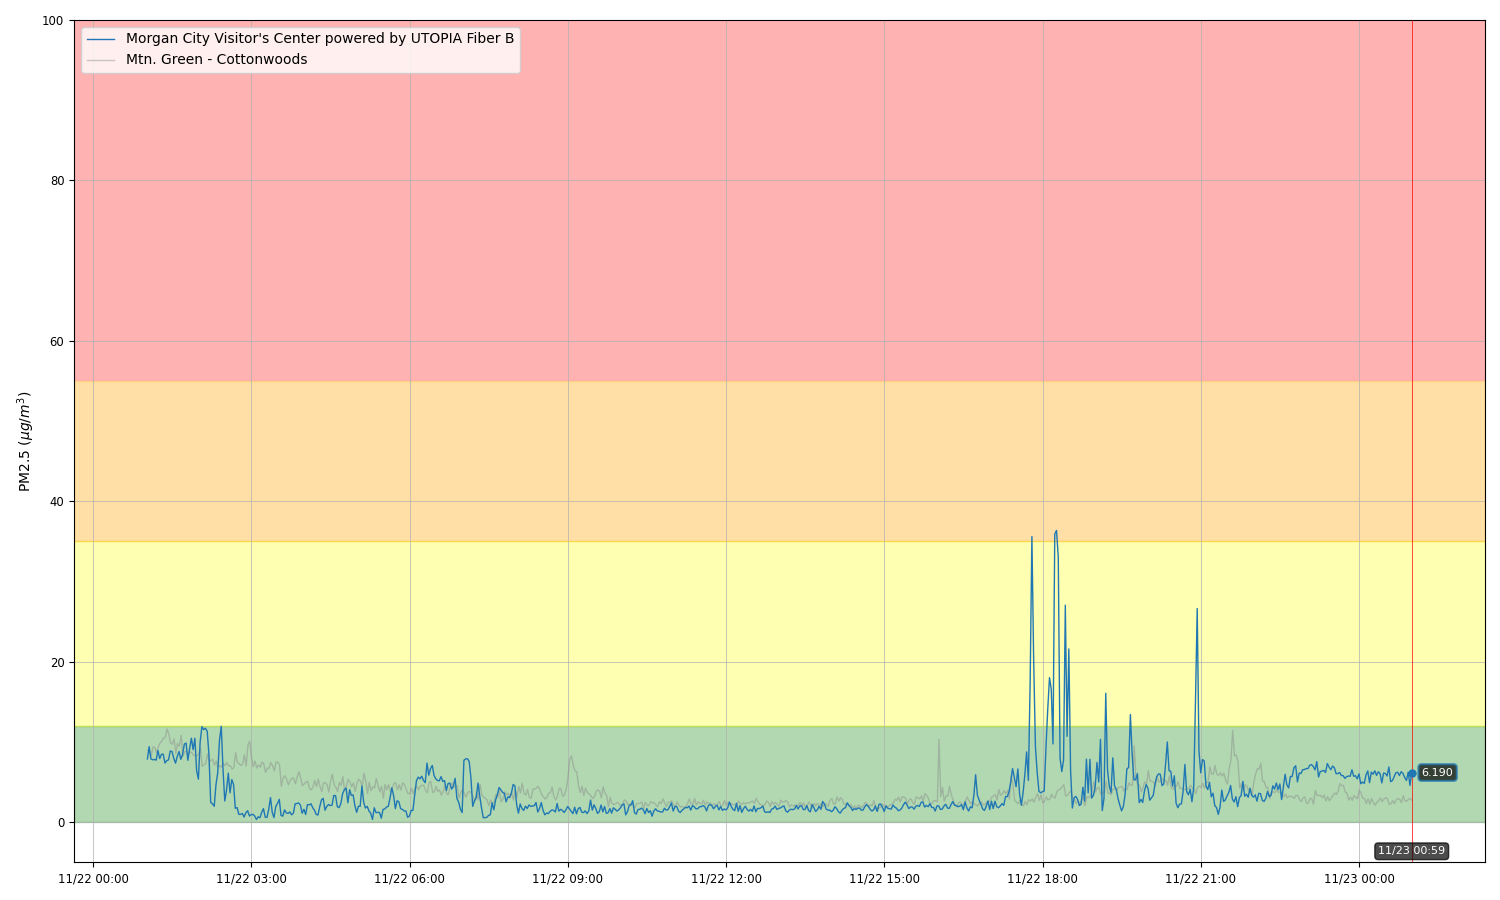 100
Morgan City Visitor's Center powered by UTOPIA Fiber B
Mtn. Green - Cottonwoods
80
60
PM2.5 (μg/m³)
40
20
6.190
0
11/23 00:59
11/22 00:00 11/22 03:00 11/22 06:00 11/22 09:00 11/22 12:00 11/22 15:00 11/22 18:00 11/22 21:00 11/23 00:00